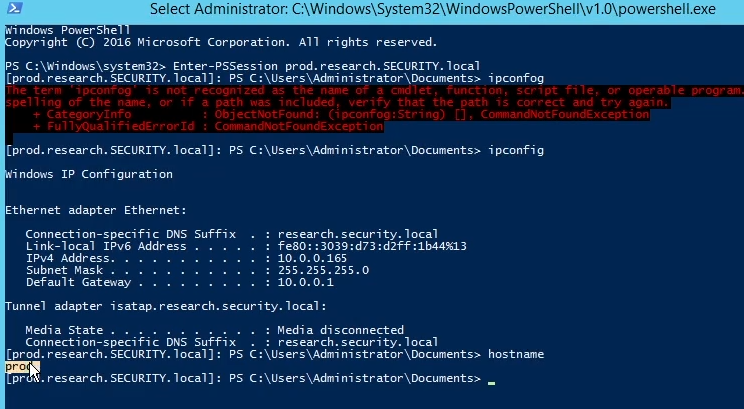 Select Administrator: C:\Windows\System32\WindowsPowerShell\v1.0\powershell.exe
Windows PowerShell
Copyright (C) 2016 Microsoft Corporation. All rights reserved.
PS C:\Windows\system32> Enter-PSSession prod.research.SECURITY.local
[prod.research.SECURITY.local]: PS C:\Users\Administrator\Documents> ipconfog
The term 'ipconfog' is not recognized as the name of a cmdlet, function, script file, or operable program.
spelling of the name, or if a path was included, verify that the path is correct and try again.
+ CategoryInfo : ObjectNotFound: (ipconfog:String) [], CommandNotFoundException
+ FullyQualifiedErrorId : CommandNotFoundException
[prod.research.SECURITY.local]: PS C:\Users\Administrator\Documents> ipconfig
Windows IP Configuration
Ethernet adapter Ethernet:
Connection-specific DNS Suffix . : research.security.local
Link-local IPv6 Address . . . . . : fe80::3039:d73:d2ff:1b44%13
IPv4 Address. . . . . . . . . . . : 10.0.0.165
Subnet Mask . . . . . . . . . . . : 255.255.255.0
Default Gateway . . . . . . . . . : 10.0.0.1
Tunnel adapter isatap.research.security.local:
Media State . . . . . . . . . . . : Media disconnected
Connection-specific DNS Suffix . : research.security.local
[prod.research.SECURITY.local]: PS C:\Users\Administrator\Documents> hostname
prod
[prod.research.SECURITY.local]: PS C:\Users\Administrator\Documents> _